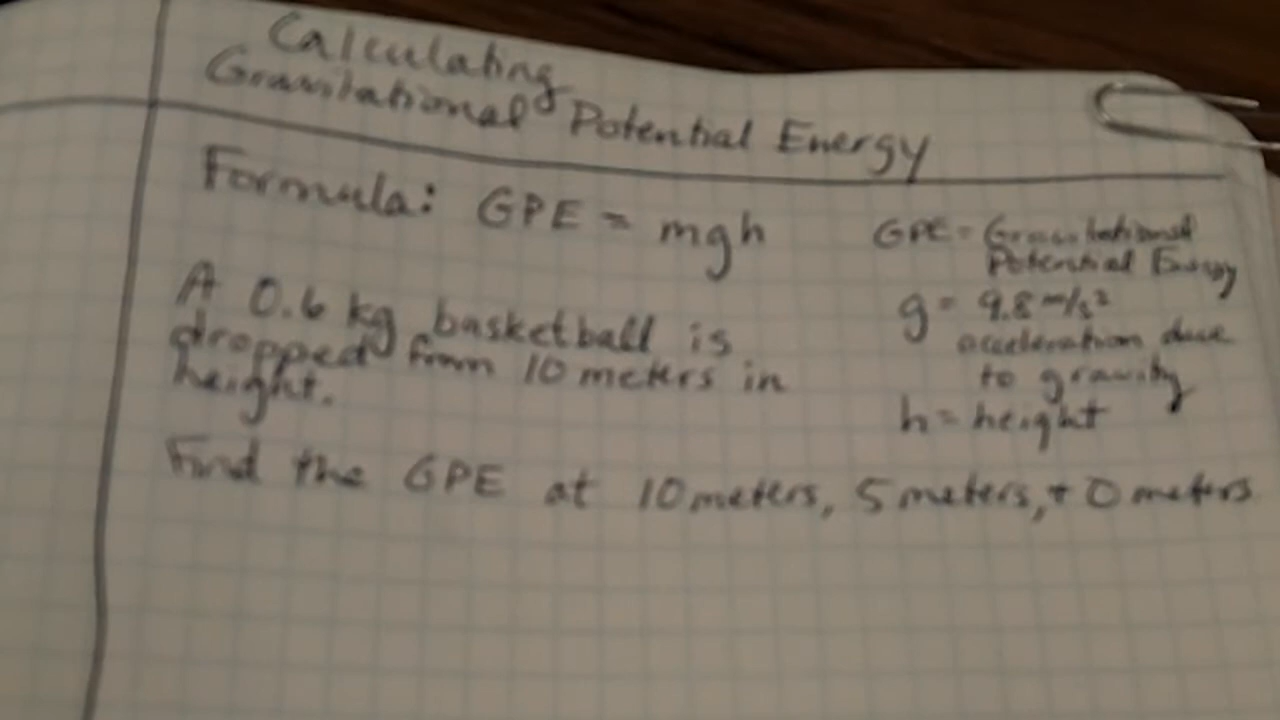 Calculating
Gravitational Potential Energy
Formula: GPE = mgh
GPE = Gravitational
Potential Energy
g = 9.8 m/s²
acceleration due
to gravity
h = height
A 0.6 kg basketball is
dropped from 10 meters in
height.
Find the GPE at 10 meters, 5 meters, + 0 meters